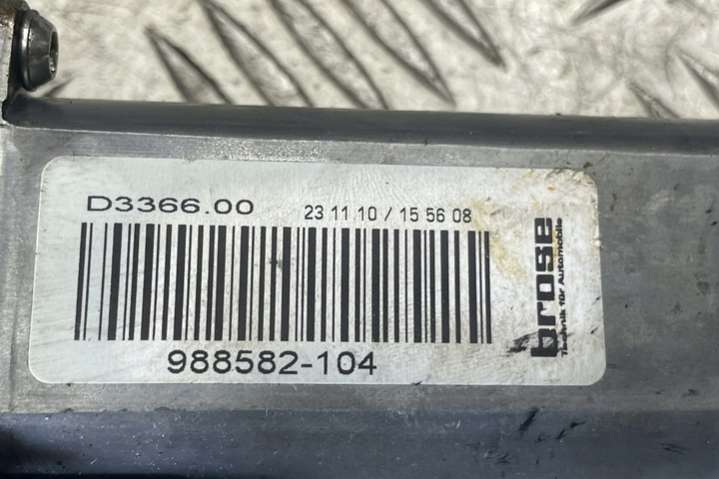 D3366.00
23 11 10 / 15 56 08
988582-104
brose
Technik für Automobile